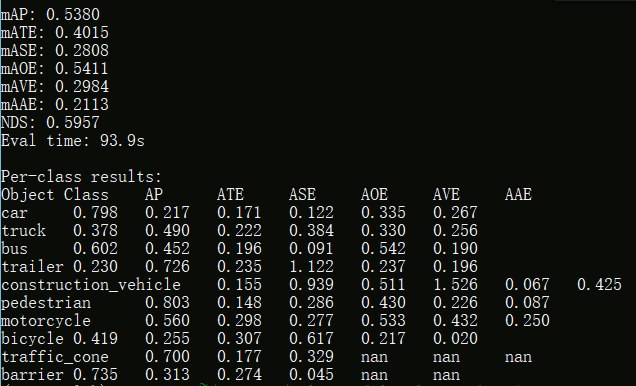 mAP: 0.5380
mATE: 0.4015
mASE: 0.2808
mAOE: 0.5411
mAVE: 0.2984
mAAE: 0.2113
NDS: 0.5957
Eval time: 93.9s
Per-class results:
Object Class AP ATE ASE AOE AVE AAE
car 0.798 0.217 0.171 0.122 0.335 0.267
truck 0.378 0.490 0.222 0.384 0.330 0.256
bus 0.602 0.452 0.196 0.091 0.542 0.190
trailer 0.230 0.726 0.235 1.122 0.237 0.196
construction_vehicle 0.155 0.939 0.511 1.526 0.067 0.425
pedestrian 0.803 0.148 0.286 0.430 0.226 0.087
motorcycle 0.560 0.298 0.277 0.533 0.432 0.250
bicycle 0.419 0.255 0.307 0.617 0.217 0.020
traffic_cone 0.700 0.177 0.329 nan nan nan
barrier 0.735 0.313 0.274 0.045 nan nan